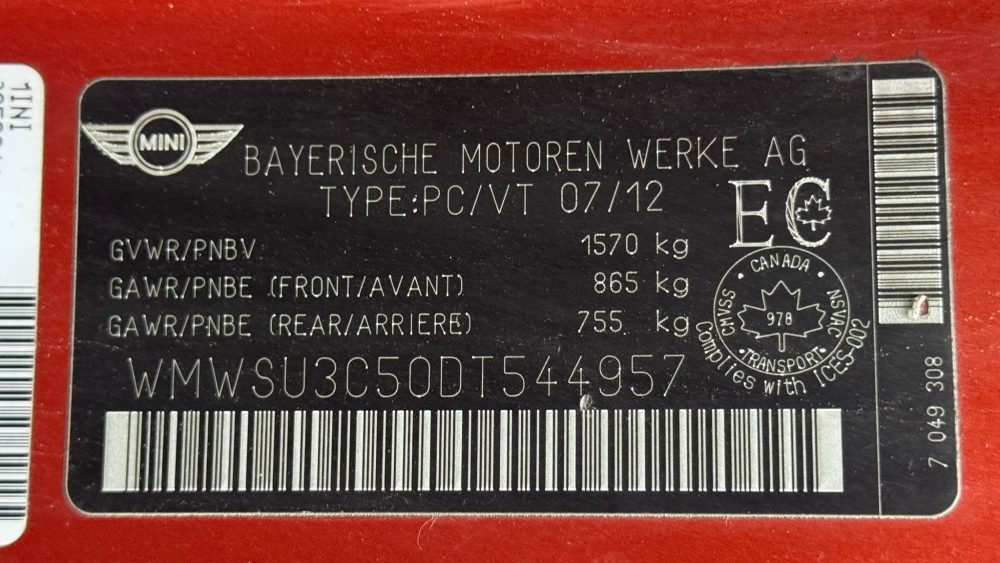 MINI
BAYERISCHE MOTOREN WERKE AG
TYPE:PC/VT 07/12
GVWR/PNBV 1570 kg
GAWR/PNBE (FRONT/AVANT) 865 kg
GAWR/PNBE (REAR/ARRIERE) 755 kg
WMWSU3C50DT544957
EC
CANADA
CMVSS
978
NSVAC
TRANSPORT
Complies with ICES-002
7 049 308
1INI